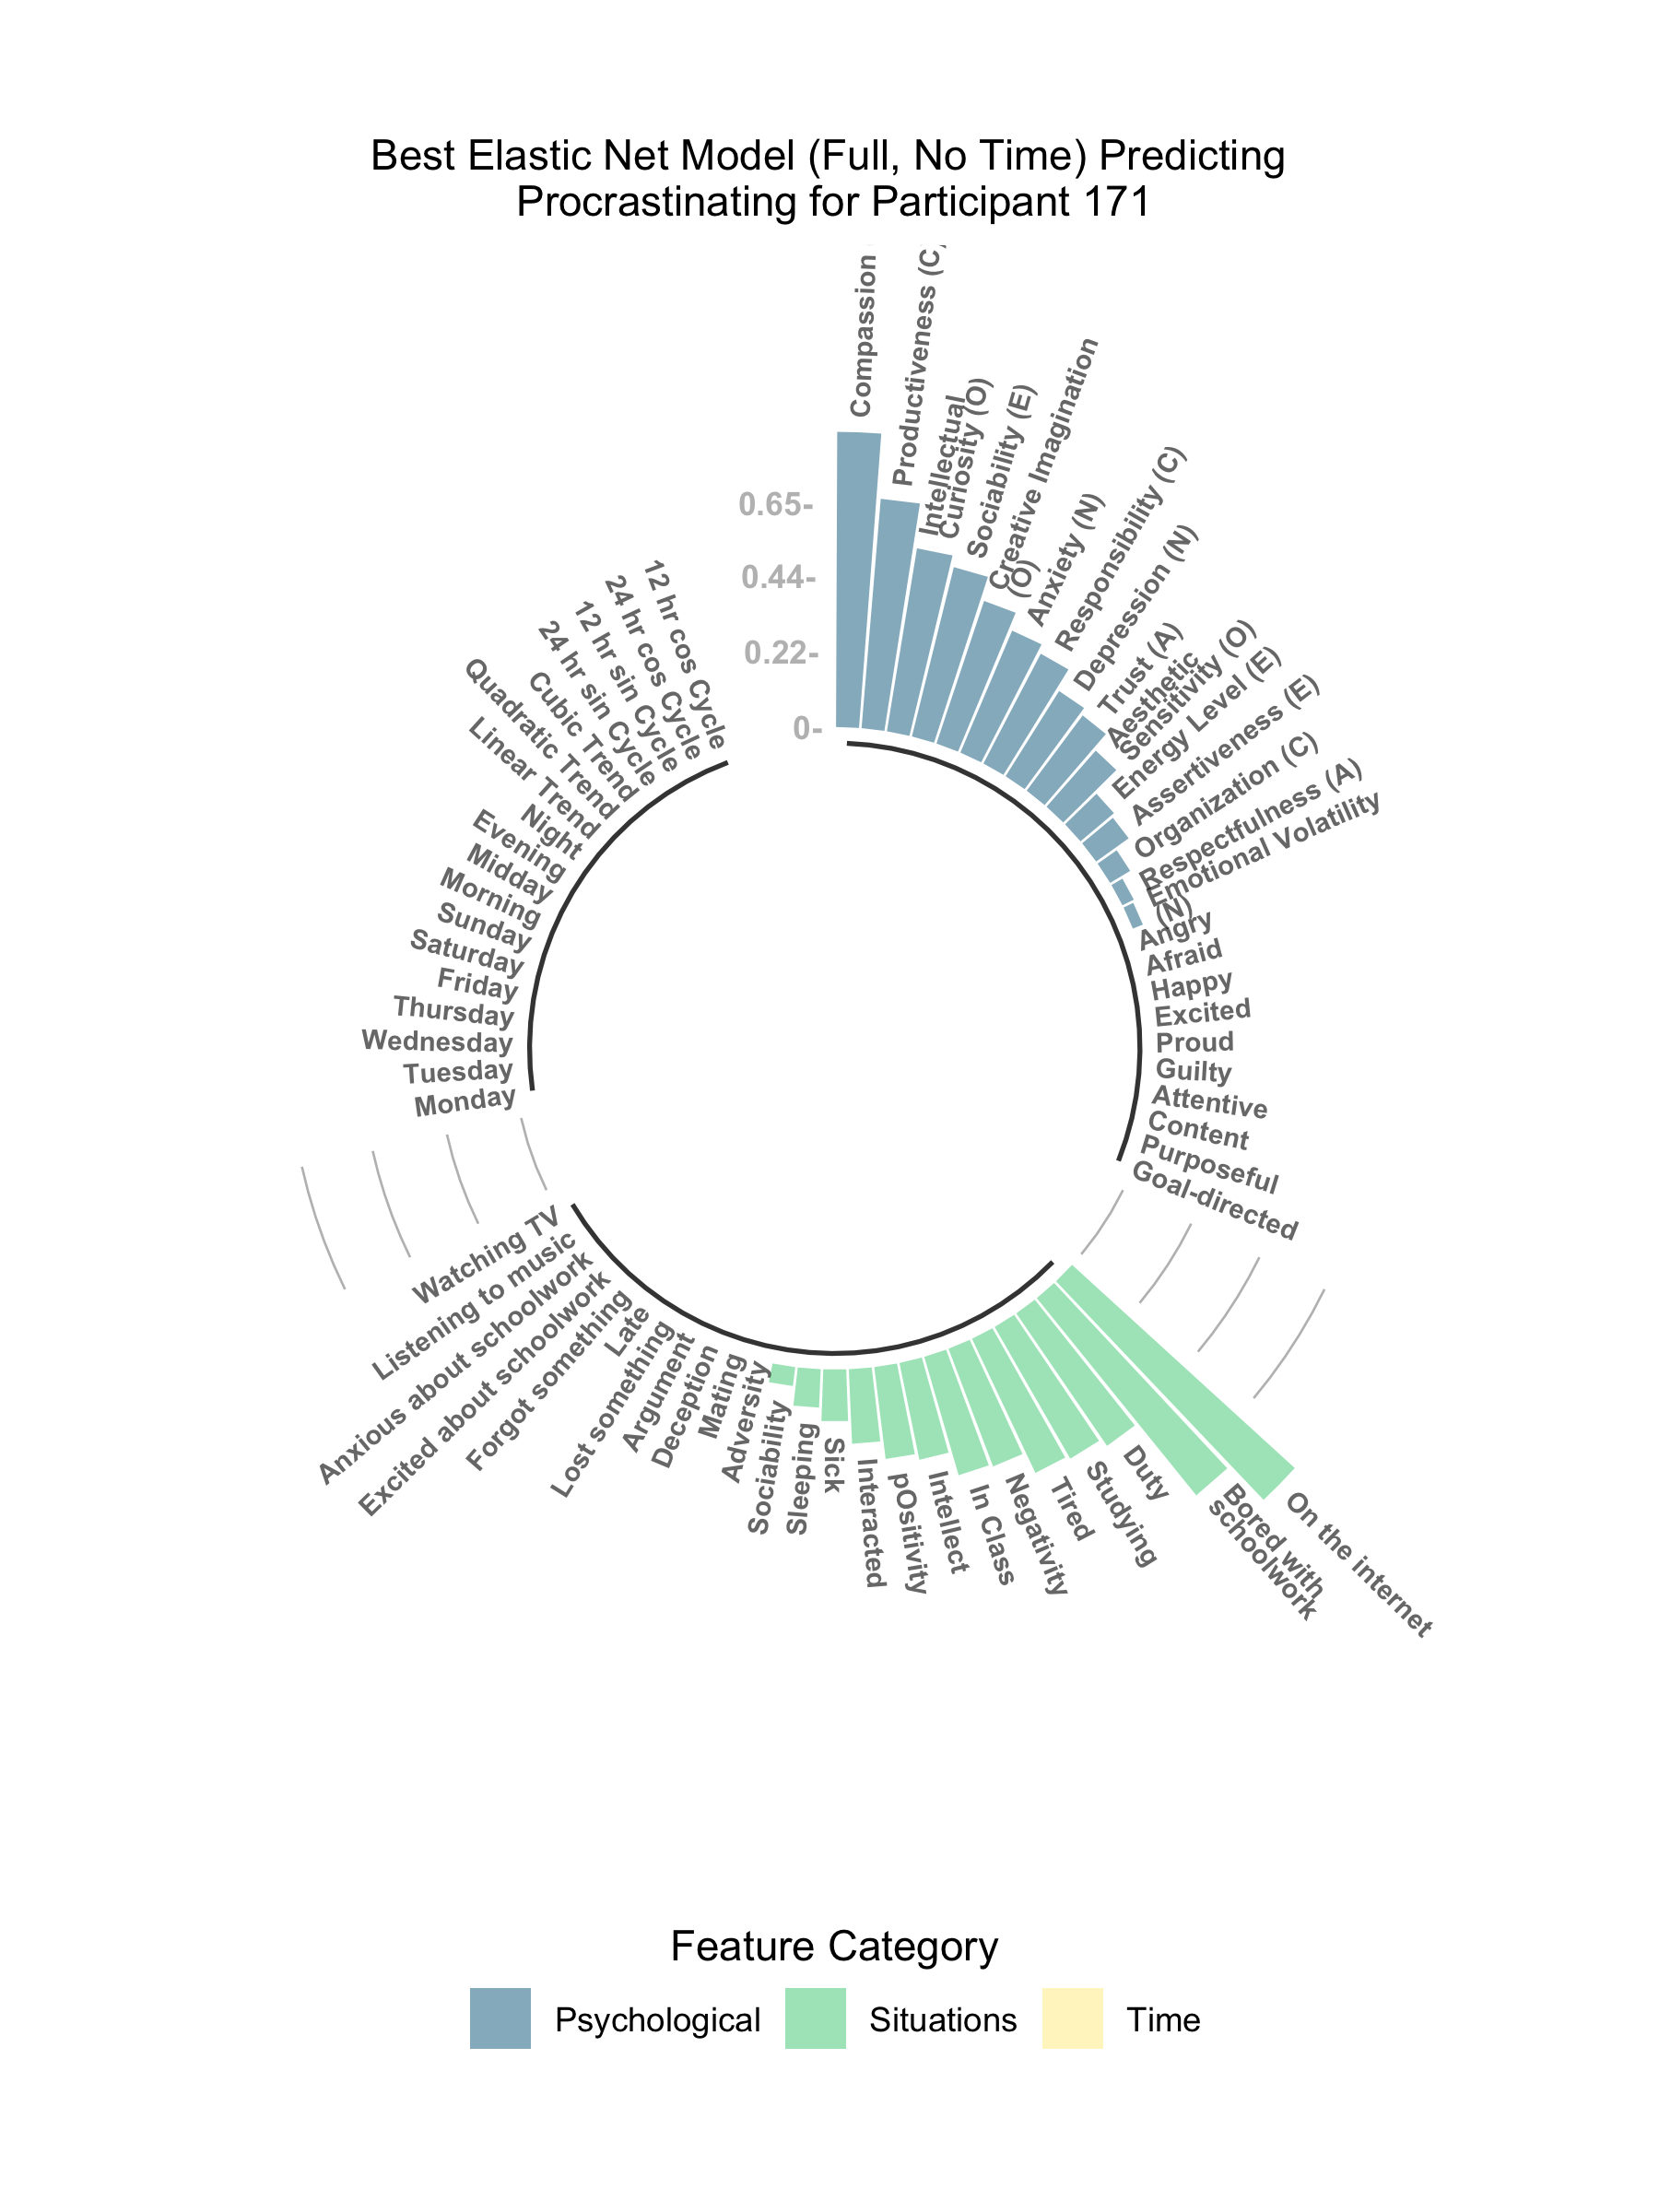 Best Elastic Net Model (Full, No Time) Predicting
Procrastinating for Participant 171
0.65-
0.44-
0.22-
0-
Compassion
Productiveness (C)
Intellectual
Curiosity (O)
Sociability (E)
Creative Imagination
(O)
Anxiety (N)
Responsibility (C)
Depression (N)
Trust (A)
Aesthetic
Sensitivity (O)
Energy Level (E)
Assertiveness (E)
Organization (C)
Respectfulness (A)
Emotional Volatility
(N)
Angry
Afraid
Happy
Excited
Proud
Guilty
Attentive
Content
Purposeful
Goal-directed
On the internet
Bored with
schoolwork
Duty
Studying
Tired
Negativity
In Class
Intellect
pOsitivity
Interacted
Sick
Sleeping
Sociability
Adversity
Mating
Deception
Argument
Lost something
Late
Forgot something
Excited about schoolwork
Anxious about schoolwork
Listening to music
Watching TV
Monday
Tuesday
Wednesday
Thursday
Friday
Saturday
Sunday
Morning
Midday
Evening
Night
Linear Trend
Quadratic Trend
Cubic Trend
24 hr sin Cycle
12 hr sin Cycle
24 hr cos Cycle
12 hr cos Cycle
Feature Category
Psychological
Situations
Time